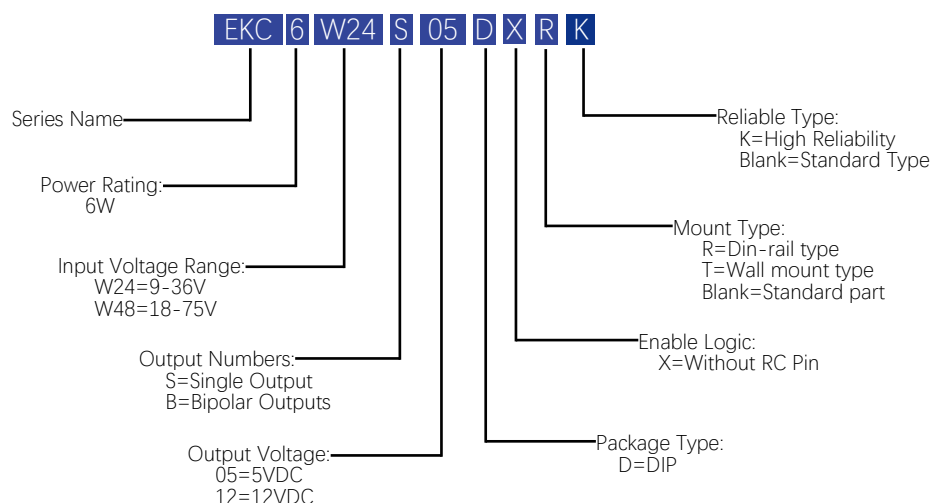 EKC 6 W24 S 05 D X R K
Series Name
Power Rating:
6W
Input Voltage Range:
W24=9-36V
W48=18-75V
Output Numbers:
S=Single Output
B=Bipolar Outputs
Output Voltage:
05=5VDC
12=12VDC
Reliable Type:
K=High Reliability
Blank=Standard Type
Mount Type:
R=Din-rail type
T=Wall mount type
Blank=Standard part
Enable Logic:
X=Without RC Pin
Package Type:
D=DIP